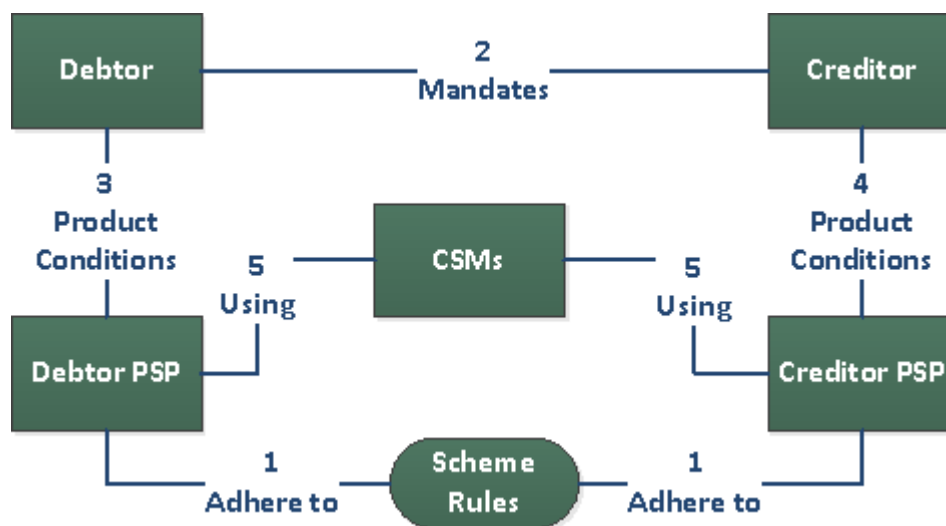 Debtor
2
Mandates
Creditor
3
Product
Conditions
4
Product
Conditions
CSMs
5
Using
5
Using
Debtor PSP
Creditor PSP
1
Adhere to
Scheme
Rules
1
Adhere to